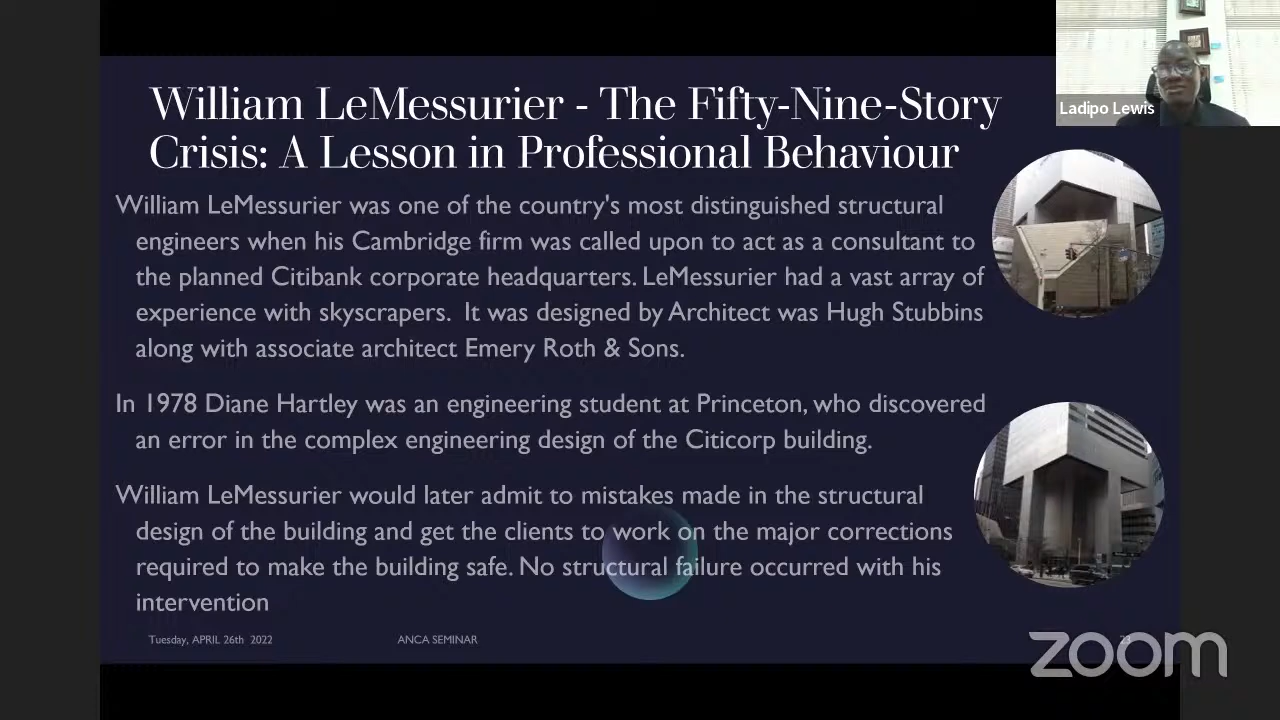 Ladipo Lewis
William LeMessurier - The Fifty-Nine-Story
Crisis: A Lesson in Professional Behaviour
William LeMessurier was one of the country's most distinguished structural
engineers when his Cambridge firm was called upon to act as a consultant to
the planned Citibank corporate headquarters. LeMessurier had a vast array of
experience with skyscrapers.  It was designed by Architect was Hugh Stubbins
along with associate architect Emery Roth & Sons.
In 1978 Diane Hartley was an engineering student at Princeton, who discovered
an error in the complex engineering design of the Citicorp building.
William LeMessurier would later admit to mistakes made in the structural
design of the building and get the clients to work on the major corrections
required to make the building safe. No structural failure occurred with his
intervention
Tuesday, APRIL 26th 2022
ANCA SEMINAR
zoom